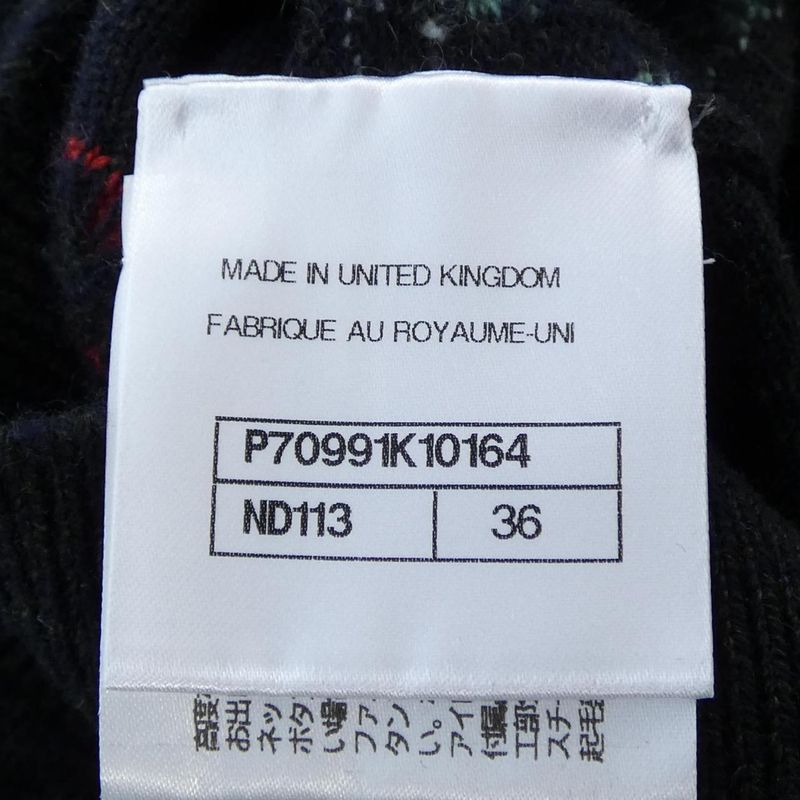 MADE IN UNITED KINGDOM
FABRIQUE AU ROYAUME-UNI
P70991K10164
ND113 36